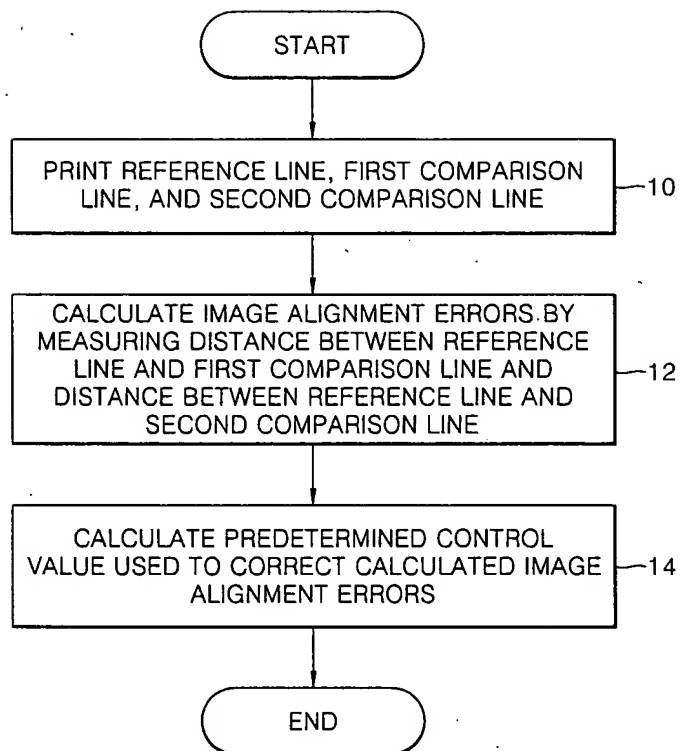 START
PRINT REFERENCE LINE, FIRST COMPARISON
LINE, AND SECOND COMPARISON LINE
10
CALCULATE IMAGE ALIGNMENT ERRORS BY
MEASURING DISTANCE BETWEEN REFERENCE
LINE AND FIRST COMPARISON LINE AND
DISTANCE BETWEEN REFERENCE LINE AND
SECOND COMPARISON LINE
12
CALCULATE PREDETERMINED CONTROL
VALUE USED TO CORRECT CALCULATED IMAGE
ALIGNMENT ERRORS
14
END